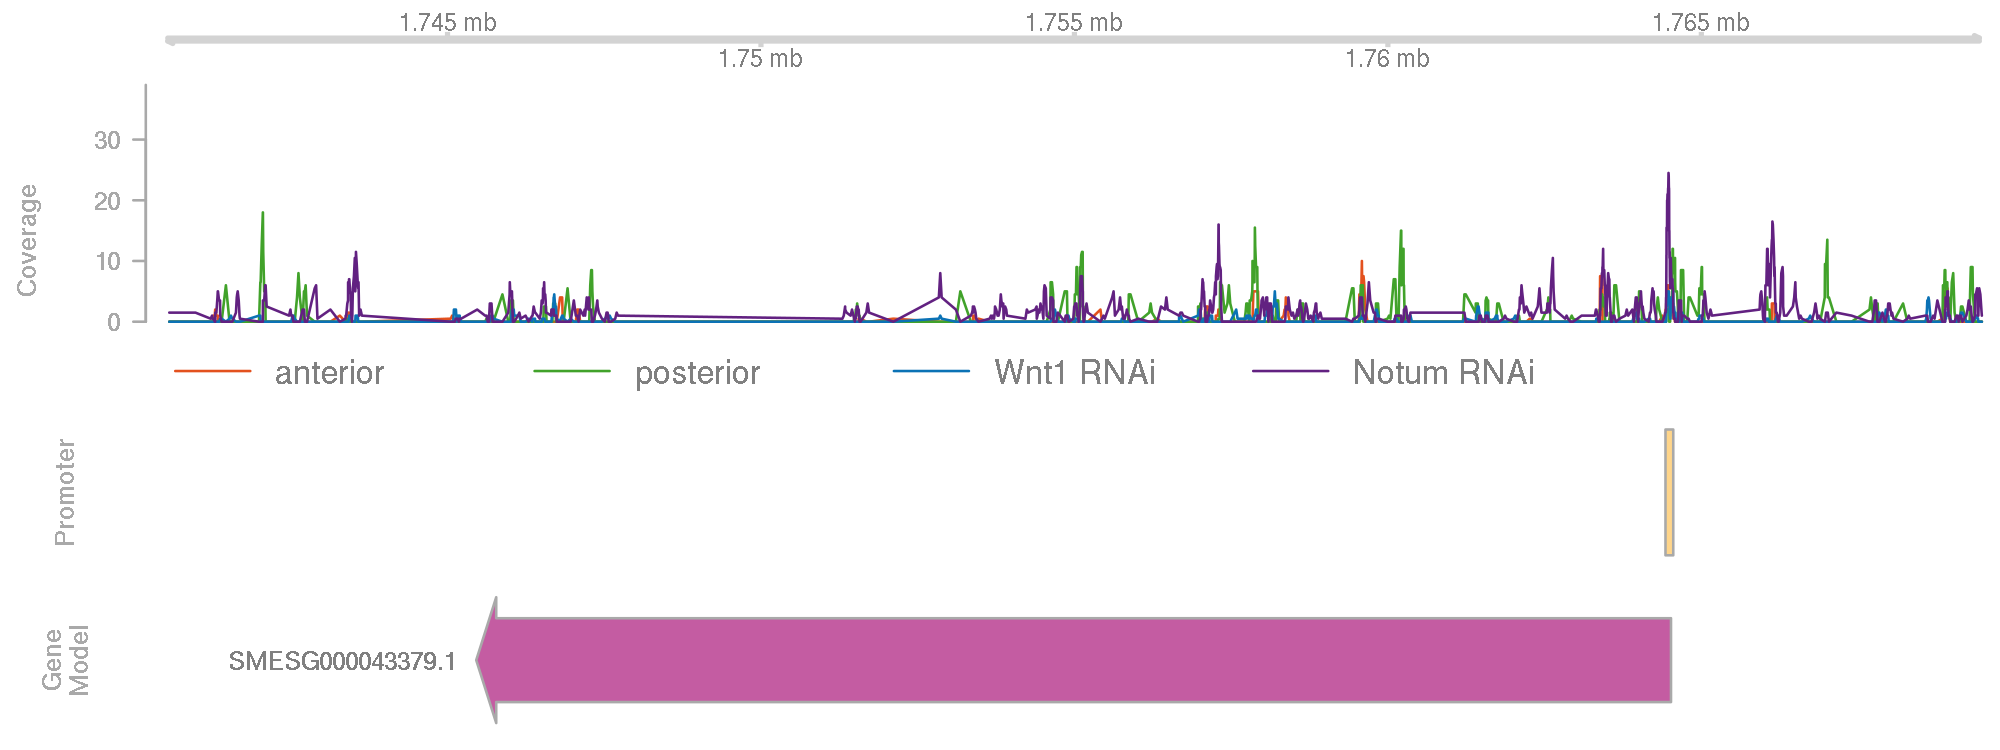 1.745 mb 1.755 mb 1.765 mb
1.75 mb 1.76 mb
Coverage
30
20
10
0
anterior posterior Wnt1 RNAi Notum RNAi
Promoter
Gene
Model
SMESG000043379.1